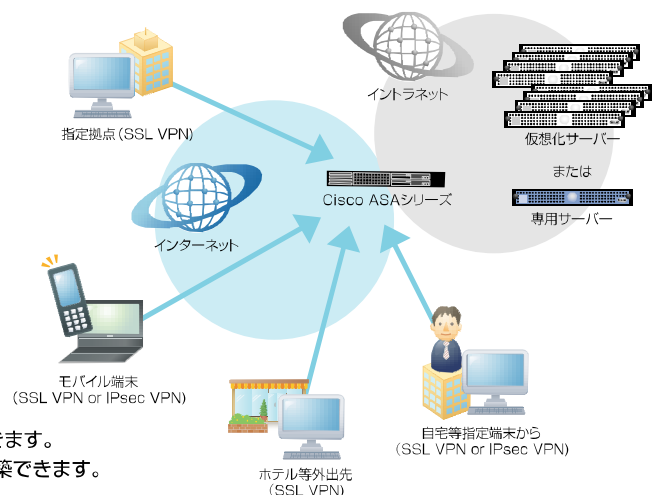 イントラネット
指定拠点（SSL VPN）
仮想化サーバー
または
専用サーバー
Cisco ASAシリーズ
インターネット
モバイル端末
（SSL VPN or IPsec VPN）
自宅等指定端末から
（SSL VPN or IPsec VPN）
ホテル等外出先
（SSL VPN）
きます。
築できます。